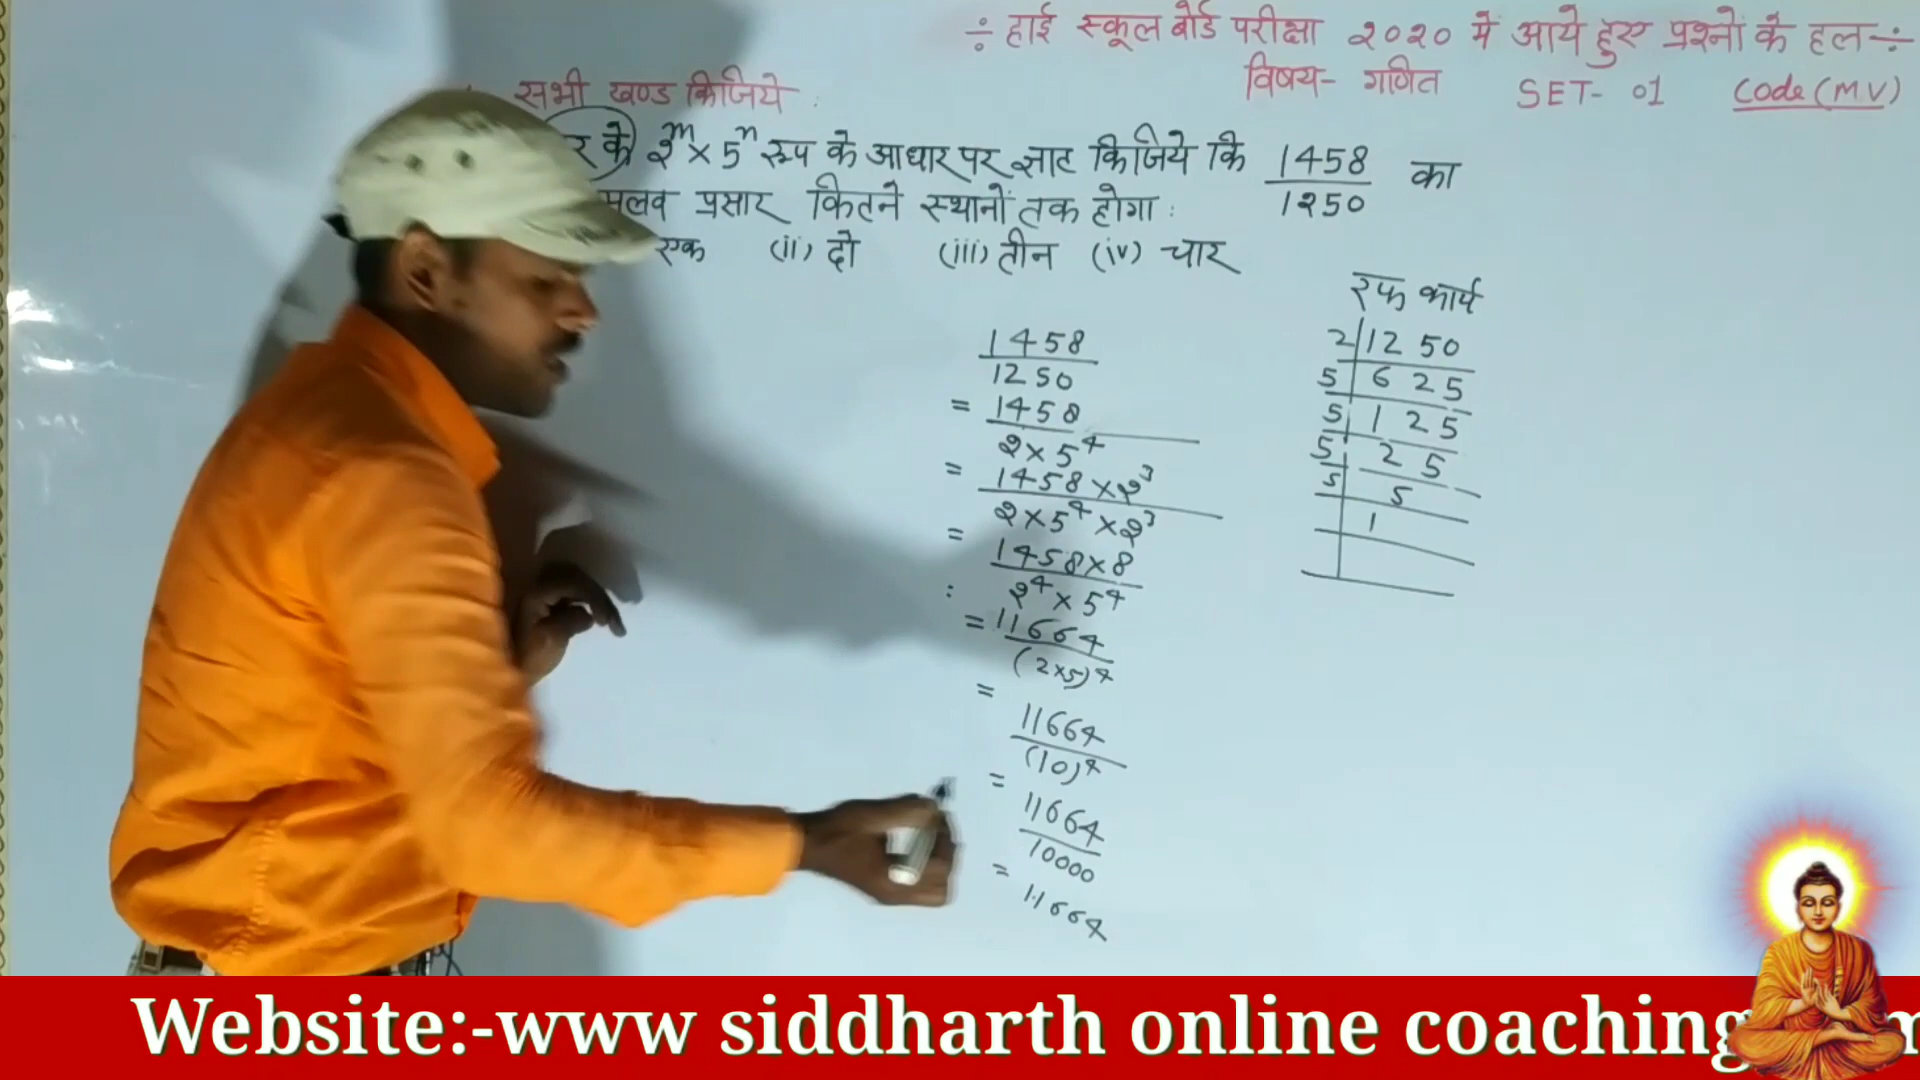 ÷ हाई स्कूल बोर्ड परीक्षा २०२० में आये हुए प्रश्नों के हल ÷
विषय- गणित SET- 01 Code (MV)
सभी खण्ड किजिये :
र के 2^m × 5^n रूप के आधार पर ज्ञात किजिये कि 1458/1250 का
मलव प्रसार कितने स्थानों तक होगा :
एक (ii) दो (iii) तीन (iv) चार
1458
1250
= 1458
2 × 5^4
= 1458 × 2^3
2 × 5^4 × 2^3
= 1458 × 8
2^4 × 5^4
= 11664
(2×5)^4
=
11664
(10)^4
=
11664
10000
= 1.1664
रफ कार्य
2 | 1250
5 | 625
5 | 125
5 | 25
5 | 5
1
Website:-www siddharth online coaching